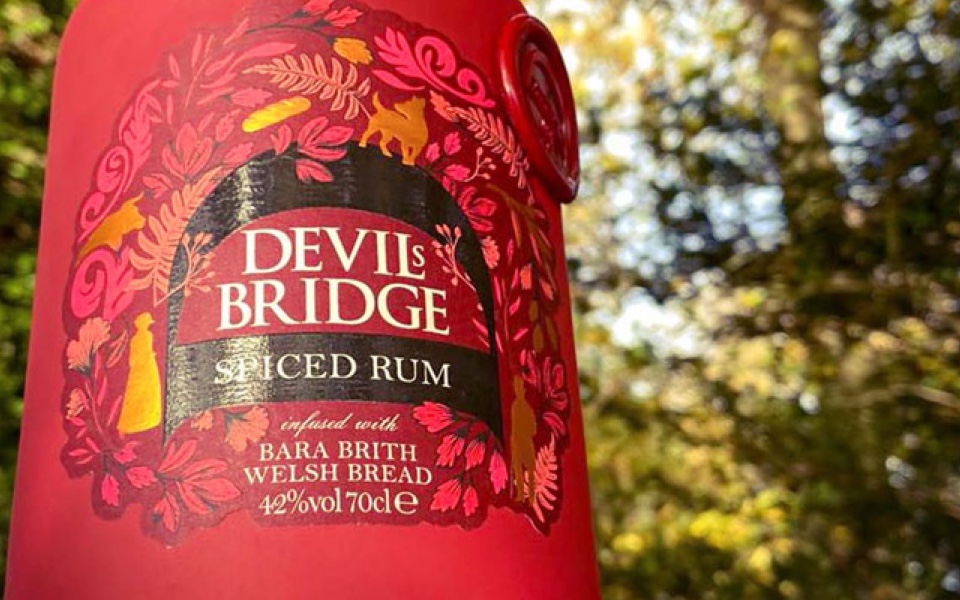 DEVILs
BRIDGE
SPICED RUM
infused with
BARA BRITH
WELSH BREAD
42%vol 70cl℮